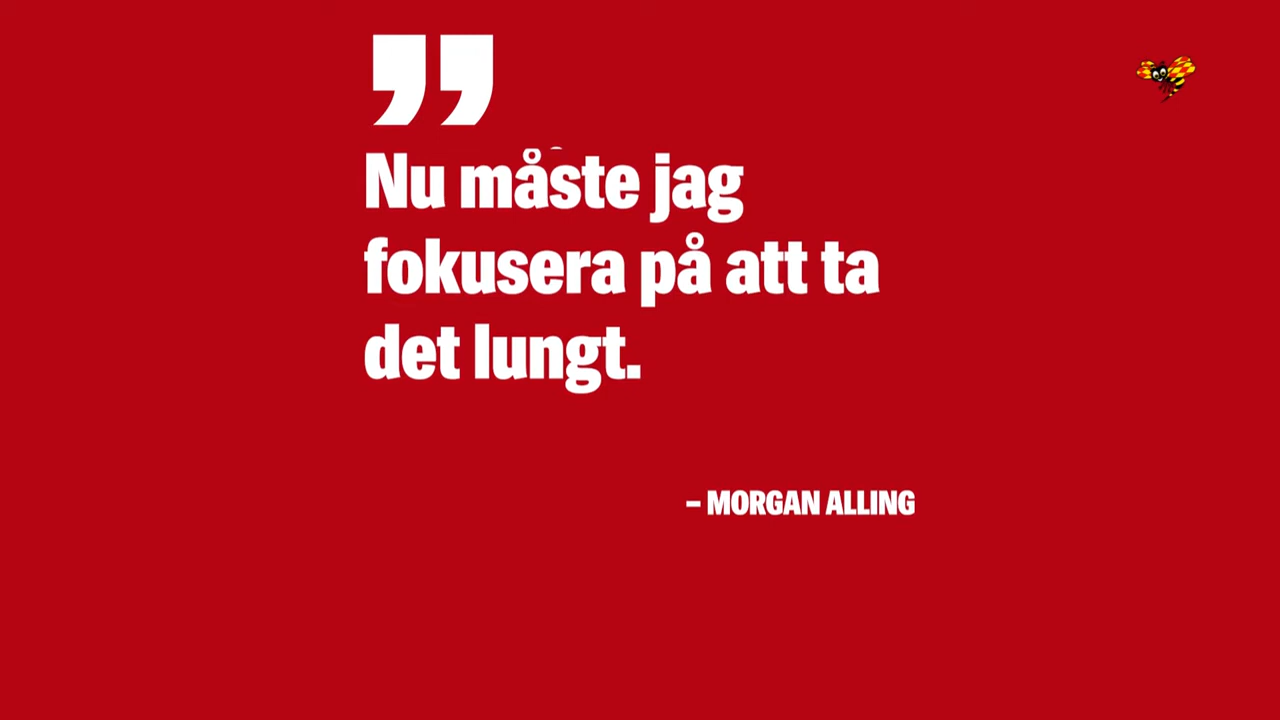 ”
Nu måste jag
fokusera på att ta
det lungt.
– MORGAN ALLING